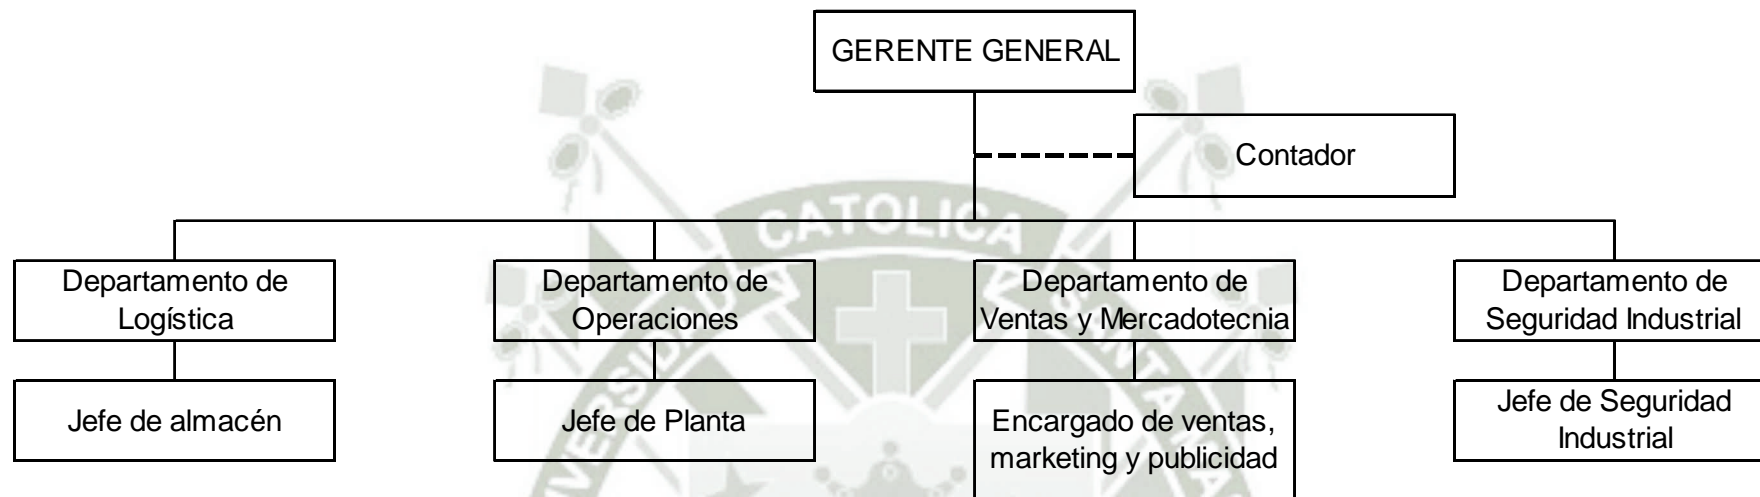 GERENTE GENERAL
Contador
Departamento de
Logística
Departamento de
Operaciones
Departamento de
Ventas y Mercadotecnia
Departamento de
Seguridad Industrial
Jefe de almacén
Jefe de Planta
Encargado de ventas,
marketing y publicidad
Jefe de Seguridad
Industrial
CATOLICA